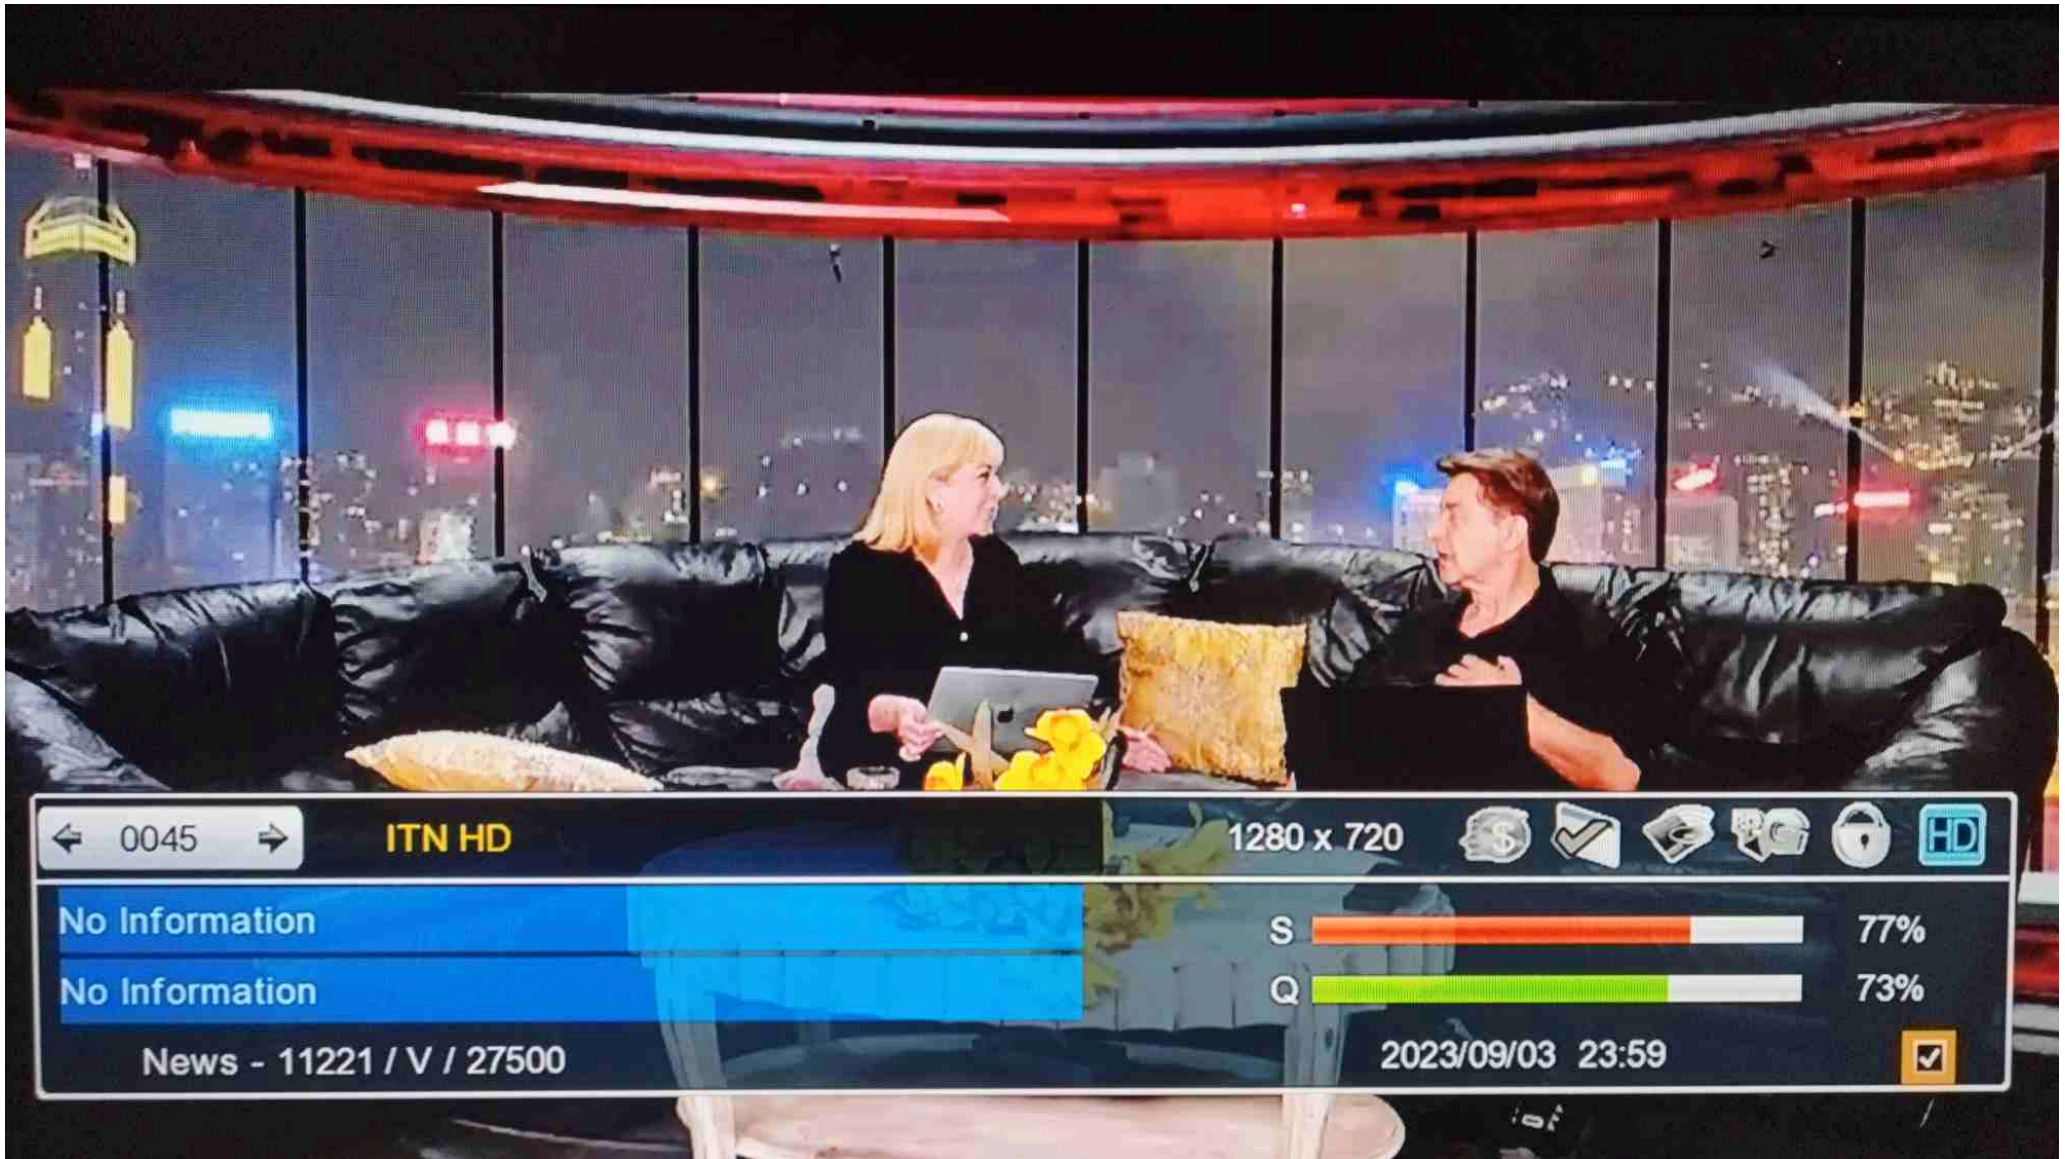 0045
ITN HD
1280 x 720
HD
No Information
S 77%
No Information
Q 73%
News - 11221 / V / 27500
2023/09/03 23:59